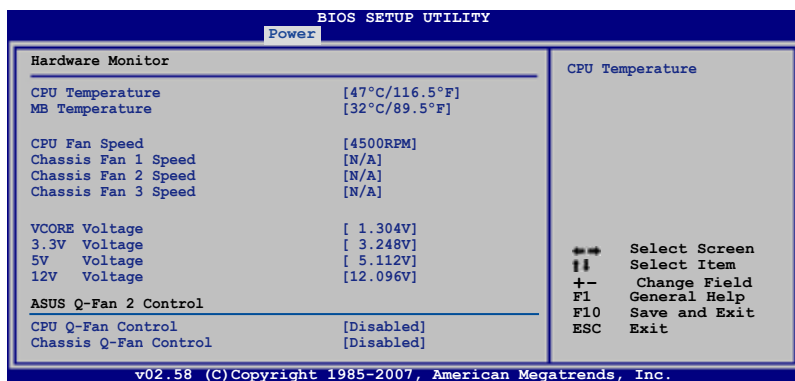 BIOS SETUP UTILITY
Power
Hardware Monitor
CPU Temperature [47°C/116.5°F]
MB Temperature [32°C/89.5°F]
CPU Fan Speed [4500RPM]
Chassis Fan 1 Speed [N/A]
Chassis Fan 2 Speed [N/A]
Chassis Fan 3 Speed [N/A]
VCORE Voltage [ 1.304V]
3.3V Voltage [ 3.248V]
5V Voltage [ 5.112V]
12V Voltage [12.096V]
ASUS Q-Fan 2 Control
CPU Q-Fan Control [Disabled]
Chassis Q-Fan Control [Disabled]
CPU Temperature
←→ Select Screen
↑↓ Select Item
+- Change Field
F1 General Help
F10 Save and Exit
ESC Exit
v02.58 (C)Copyright 1985-2007, American Megatrends, Inc.